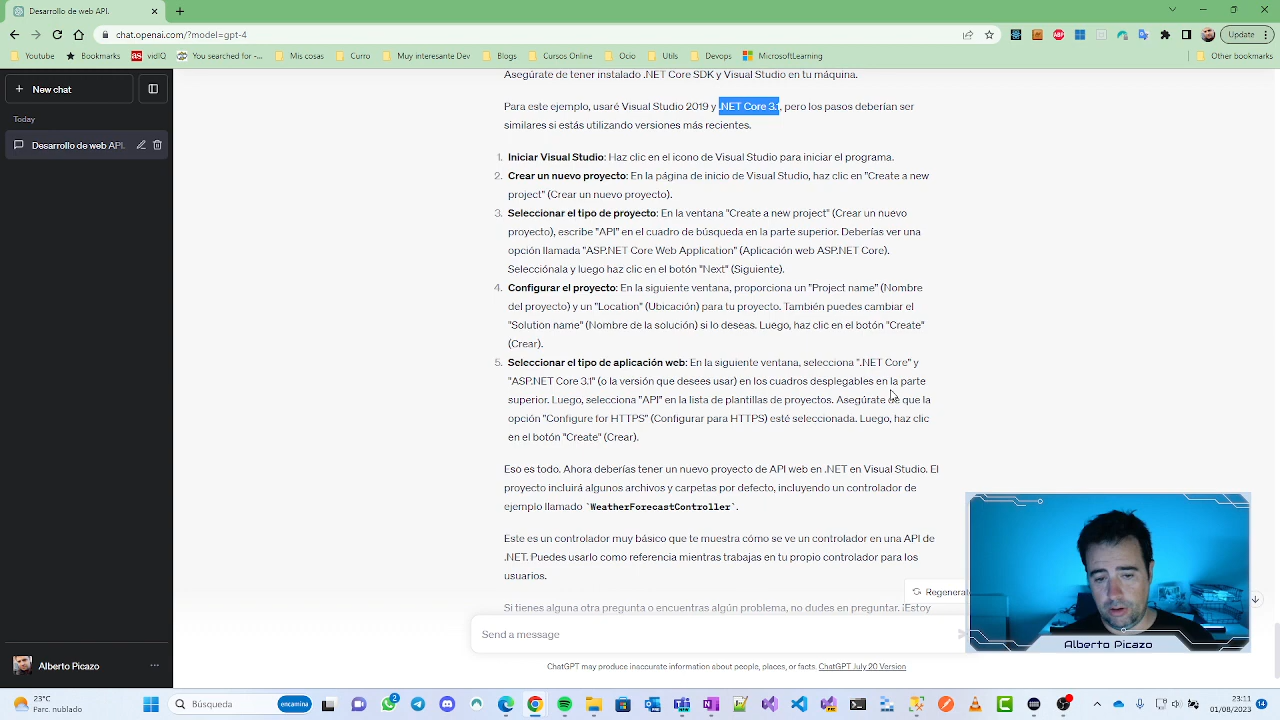 Desarollo de web API.
chat.openai.com/?model=gpt-4
Update
Youtube
Bookmarks
vidIQ
You searched for -...
Mis cosas
Curro
Muy interesante Dev
Blogs
Cursos Online
Ocio
Utils
Devops
MicrosoftLearning
Other bookmarks
New chat
Today
Desarollo de web API.
Alberto Picazo
Asegúrate de tener instalado .NET Core SDK y Visual Studio en tu máquina.
Para este ejemplo, usaré Visual Studio 2019 y .NET Core 3.1, pero los pasos deberían ser
similares si estás utilizando versiones más recientes.
1. Iniciar Visual Studio: Haz clic en el icono de Visual Studio para iniciar el programa.
2. Crear un nuevo proyecto: En la página de inicio de Visual Studio, haz clic en "Create a new
project" (Crear un nuevo proyecto).
3. Seleccionar el tipo de proyecto: En la ventana "Create a new project" (Crear un nuevo
proyecto), escribe "API" en el cuadro de búsqueda en la parte superior. Deberías ver una
opción llamada "ASP.NET Core Web Application" (Aplicación web ASP.NET Core).
Selecciónala y luego haz clic en el botón "Next" (Siguiente).
4. Configurar el proyecto: En la siguiente ventana, proporciona un "Project name" (Nombre
del proyecto) y un "Location" (Ubicación) para tu proyecto. También puedes cambiar el
"Solution name" (Nombre de la solución) si lo deseas. Luego, haz clic en el botón "Create"
(Crear).
5. Seleccionar el tipo de aplicación web: En la siguiente ventana, selecciona ".NET Core" y
"ASP.NET Core 3.1" (o la versión que desees usar) en los cuadros desplegables en la parte
superior. Luego, selecciona "API" en la lista de plantillas de proyectos. Asegúrate de que la
opción "Configure for HTTPS" (Configurar para HTTPS) esté seleccionada. Luego, haz clic
en el botón "Create" (Crear).
Eso es todo. Ahora deberías tener un nuevo proyecto de API web en .NET en Visual Studio. El
proyecto incluirá algunos archivos y carpetas por defecto, incluyendo un controlador de
ejemplo llamado `WeatherForecastController`.
Este es un controlador muy básico que te muestra cómo se ve un controlador en una API de
.NET. Puedes usarlo como referencia mientras trabajas en tu propio controlador para los
usuarios.
Regenerate
Si tienes alguna otra pregunta o encuentras algún problema, no dudes en preguntar. ¡Estoy
Send a message
ChatGPT may produce inaccurate information about people, places, or facts. ChatGPT July 20 Version
Alberto Picazo
23°C
Parc. nublado
Búsqueda
encamina
2
23:11
01/08/2023